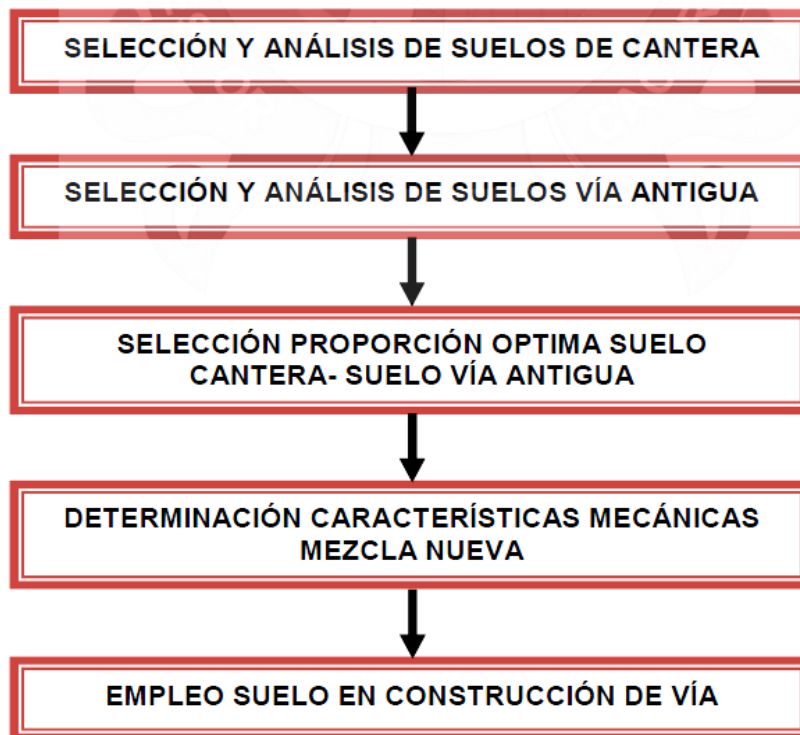 SELECCIÓN Y ANÁLISIS DE SUELOS DE CANTERA
SELECCIÓN Y ANÁLISIS DE SUELOS VÍA ANTIGUA
SELECCIÓN PROPORCIÓN OPTIMA SUELO
CANTERA- SUELO VÍA ANTIGUA
DETERMINACIÓN CARACTERÍSTICAS MECÁNICAS
MEZCLA NUEVA
EMPLEO SUELO EN CONSTRUCCIÓN DE VÍA